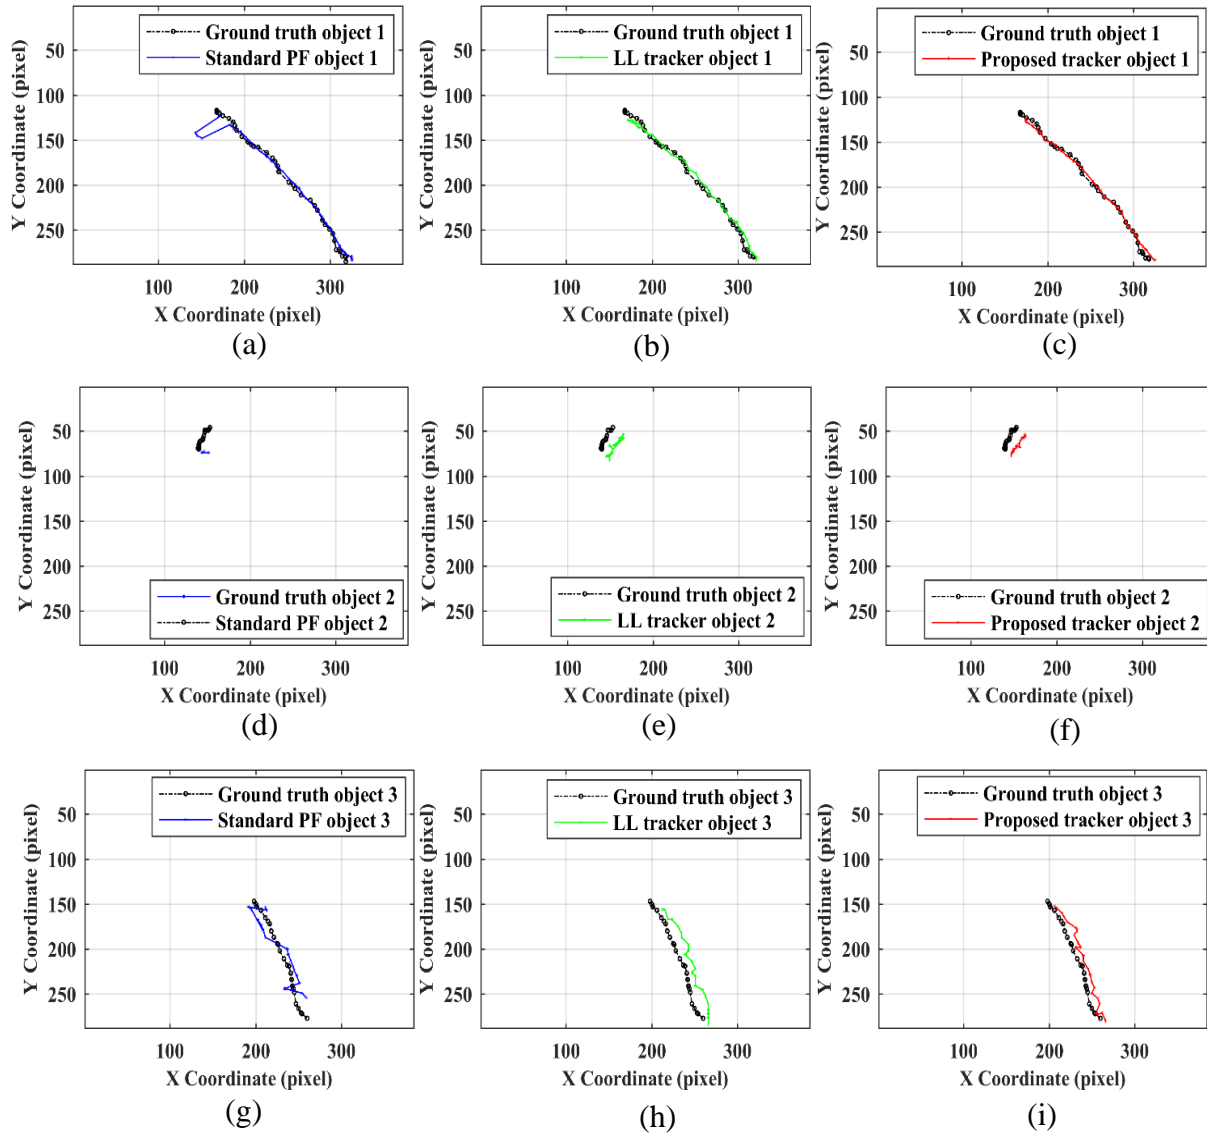 Ground truth object 1
Standard PF object 1
50
100
150
200
250
Y Coordinate (pixel)
100 200 300
X Coordinate (pixel)
(a)
Ground truth object 1
LL tracker object 1
50
100
150
200
250
Y Coordinate (pixel)
100 200 300
X Coordinate (pixel)
(b)
Ground truth object 1
Proposed tracker object 1
50
100
150
200
250
Y Coordinate (pixel)
100 200 300
X Coordinate (pixel)
(c)
50
100
150
200
250
Y Coordinate (pixel)
Ground truth object 2
Standard PF object 2
100 200 300
X Coordinate (pixel)
(d)
50
100
150
200
250
Y Coordinate (pixel)
Ground truth object 2
LL tracker object 2
100 200 300
X Coordinate (pixel)
(e)
50
100
150
200
250
Y Coordinate (pixel)
Ground truth object 2
Proposed tracker object 2
100 200 300
X Coordinate (pixel)
(f)
Ground truth object 3
Standard PF object 3
50
100
150
200
250
Y Coordinate (pixel)
100 200 300
X Coordinate (pixel)
(g)
Ground truth object 3
LL tracker object 3
50
100
150
200
250
Y Coordinate (pixel)
100 200 300
X Coordinate (pixel)
(h)
Ground truth object 3
Proposed tracker object 3
50
100
150
200
250
Y Coordinate (pixel)
100 200 300
X Coordinate (pixel)
(i)